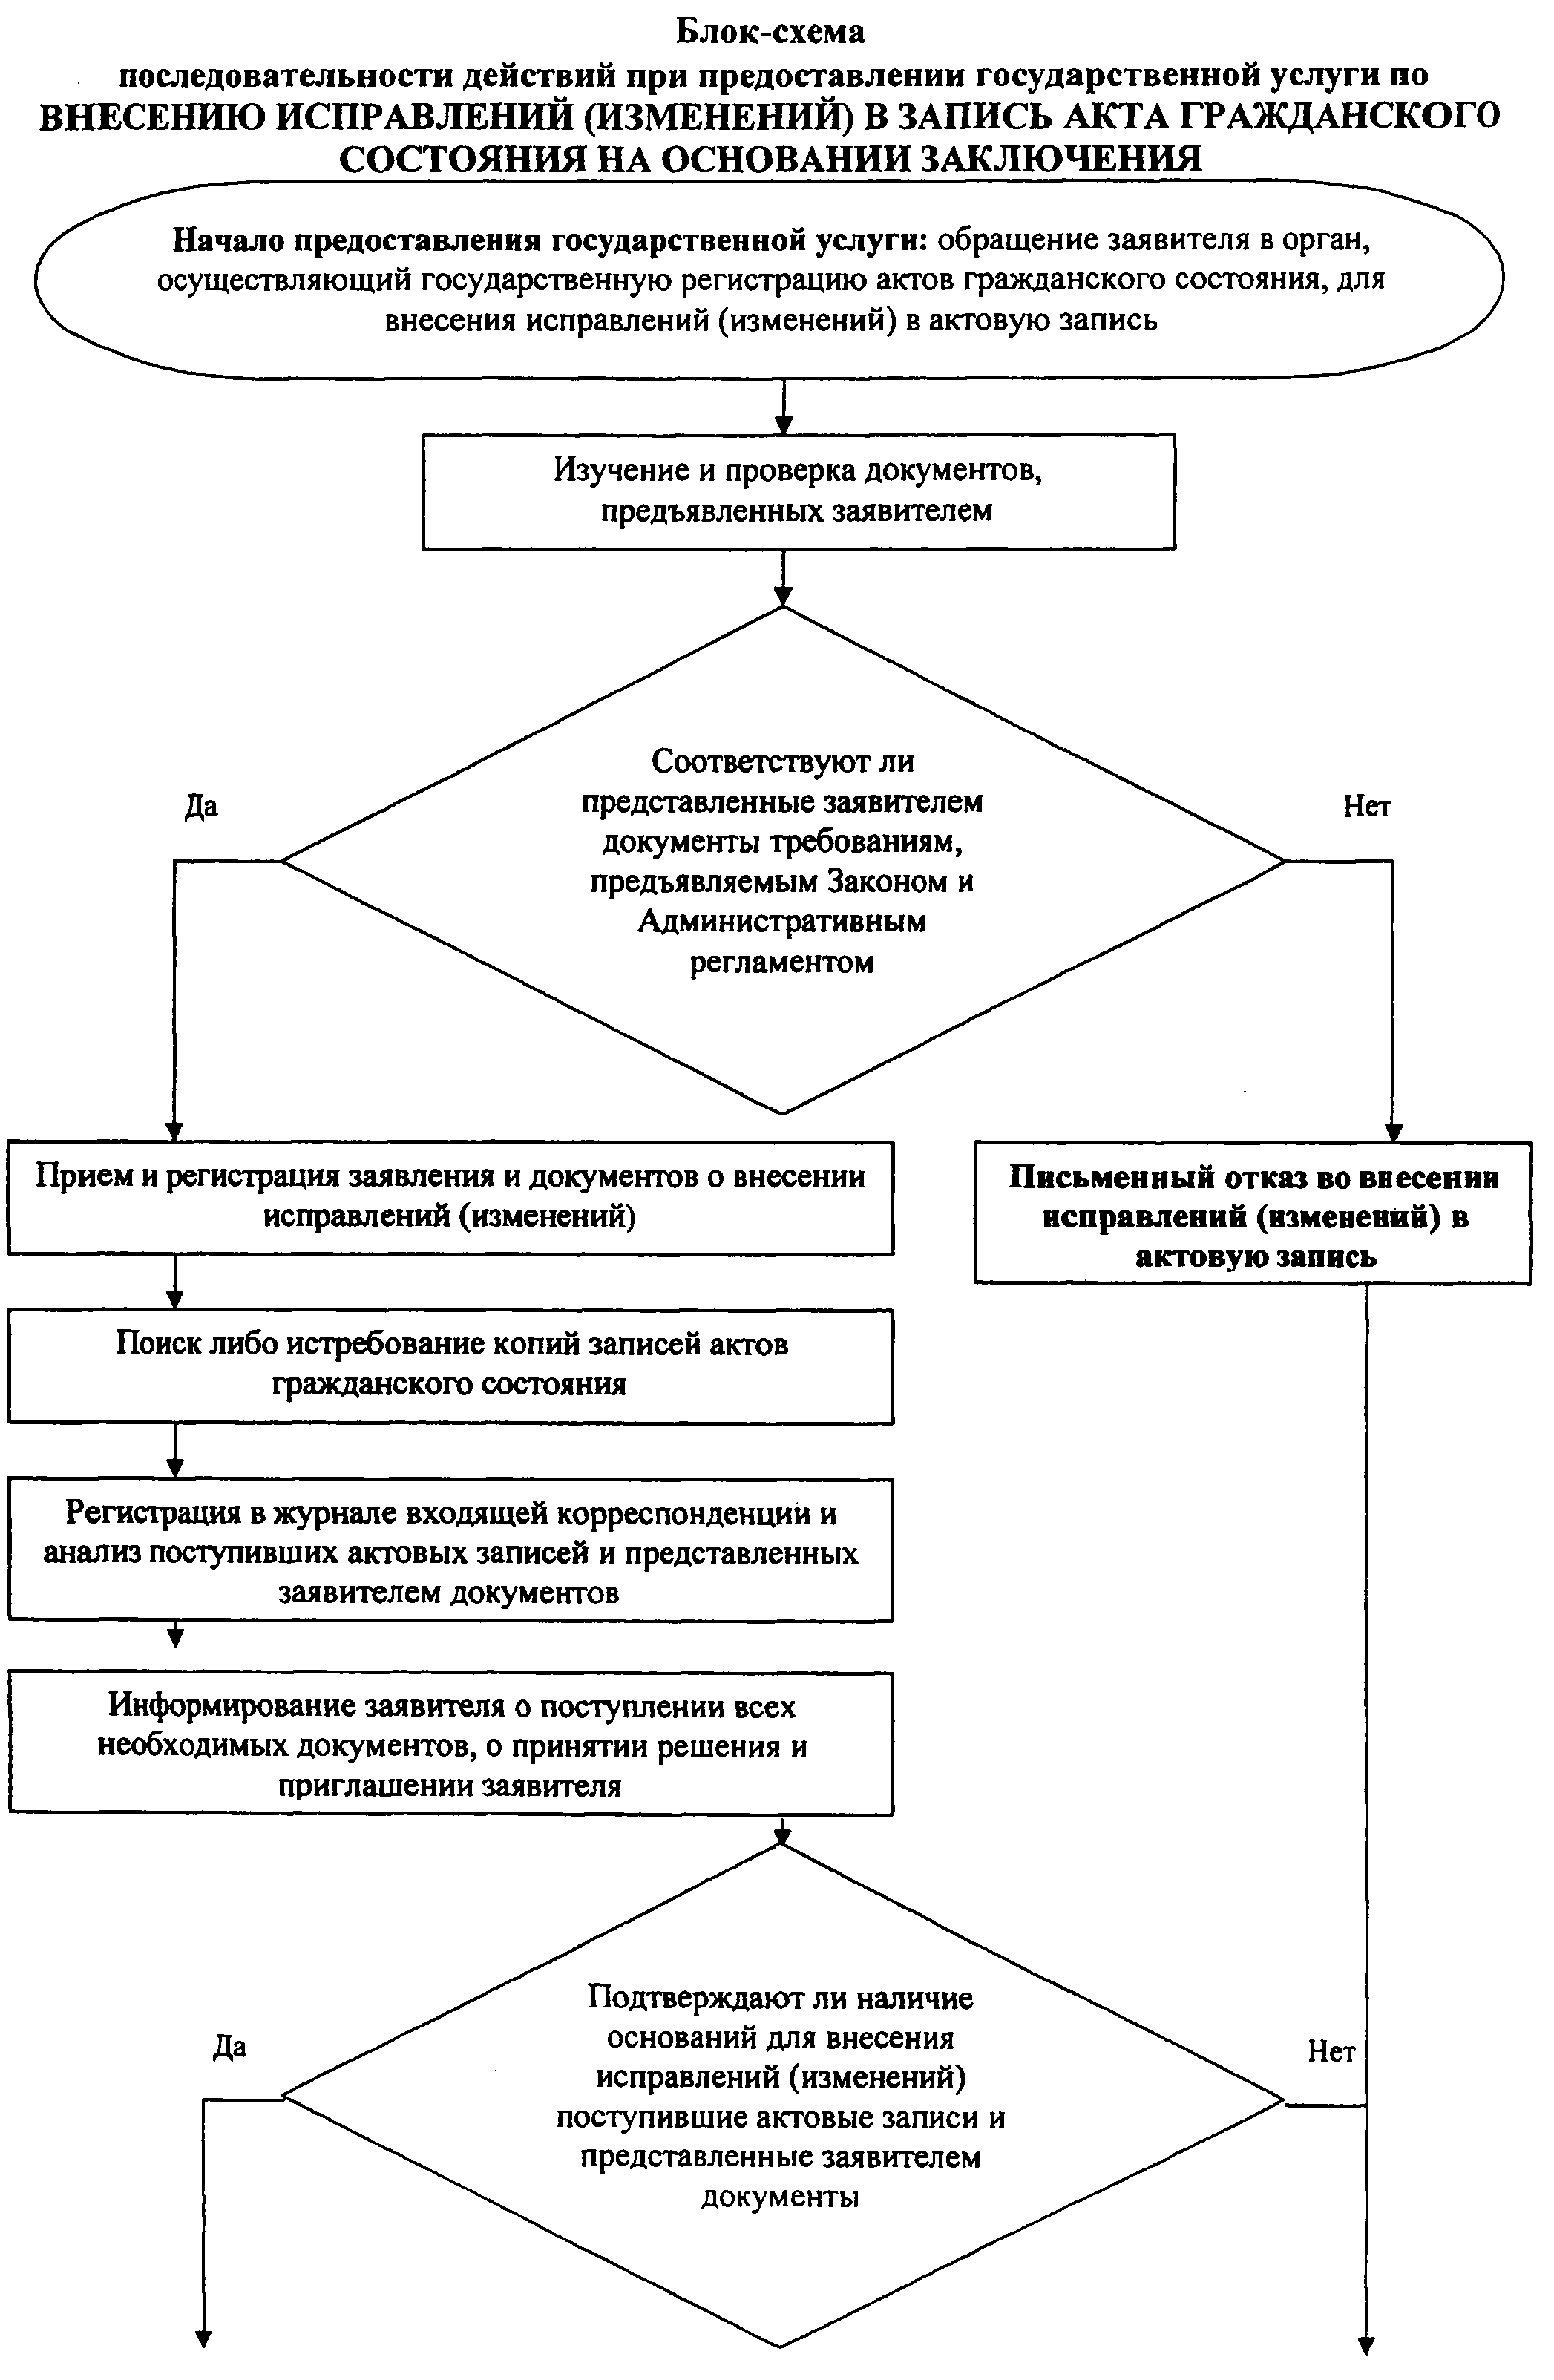 Блок-схема
последовательности действий при предоставлении государственной услуги по
ВНЕСЕНИЮ ИСПРАВЛЕНИЙ (ИЗМЕНЕНИЙ) В ЗАПИСЬ АКТА ГРАЖДАНСКОГО
СОСТОЯНИЯ НА ОСНОВАНИИ ЗАКЛЮЧЕНИЯ
Начало предоставления государственной услуги: обращение заявителя в орган,
осуществляющий государственную регистрацию актов гражданского состояния, для
внесения исправлений (изменений) в актовую запись
Изучение и проверка документов,
предъявленных заявителем
Соответствуют ли
представленные заявителем
документы требованиям,
предъявляемым Законом и
Административным
регламентом
Да
Нет
Прием и регистрация заявления и документов о внесении
исправлений (изменений)
Письменный отказ во внесении
исправлений (изменений) в
актовую запись
Поиск либо истребование копий записей актов
гражданского состояния
Регистрация в журнале входящей корреспонденции и
анализ поступивших актовых записей и представленных
заявителем документов
Информирование заявителя о поступлении всех
необходимых документов, о принятии решения и
приглашении заявителя
Подтверждают ли наличие
оснований для внесения
исправлений (изменений)
поступившие актовые записи и
представленные заявителем
документы
Да
Нет